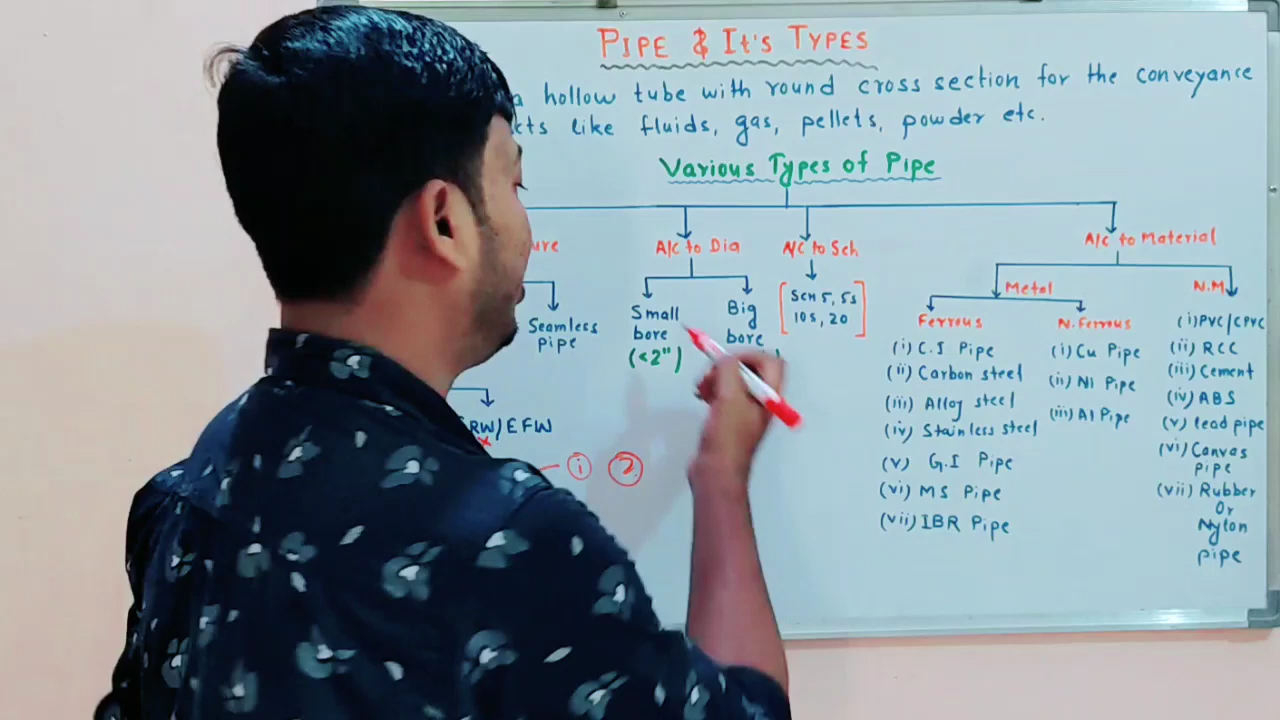 PIPE & It's TYPES
a hollow tube with round cross section for the conveyance
cts like fluids, gas, pellets, powder etc.
Various Types of Pipe
ure
A/C to Dia
A/C to Sch
A/C to Material
Seamless
pipe
RW/EFW
i 2
Small
bore
(<2")
Big
bore
Sch 5, 5s
10s, 20
Metal
N.M
Ferrous
(i) C.I Pipe
(ii) Carbon steel
(iii) Alloy steel
(iv) Stainless steel
(v) G.I Pipe
(vi) MS Pipe
(vii) IBR Pipe
N.Ferrous
(i) Cu Pipe
(ii) NI Pipe
(iii) Al Pipe
(i) PVC/CPVC
(ii) RCC
(iii) Cement
(iv) ABS
(v) lead pipe
(vi) Canvas
pipe
(vii) Rubber
Or
Nylon
pipe